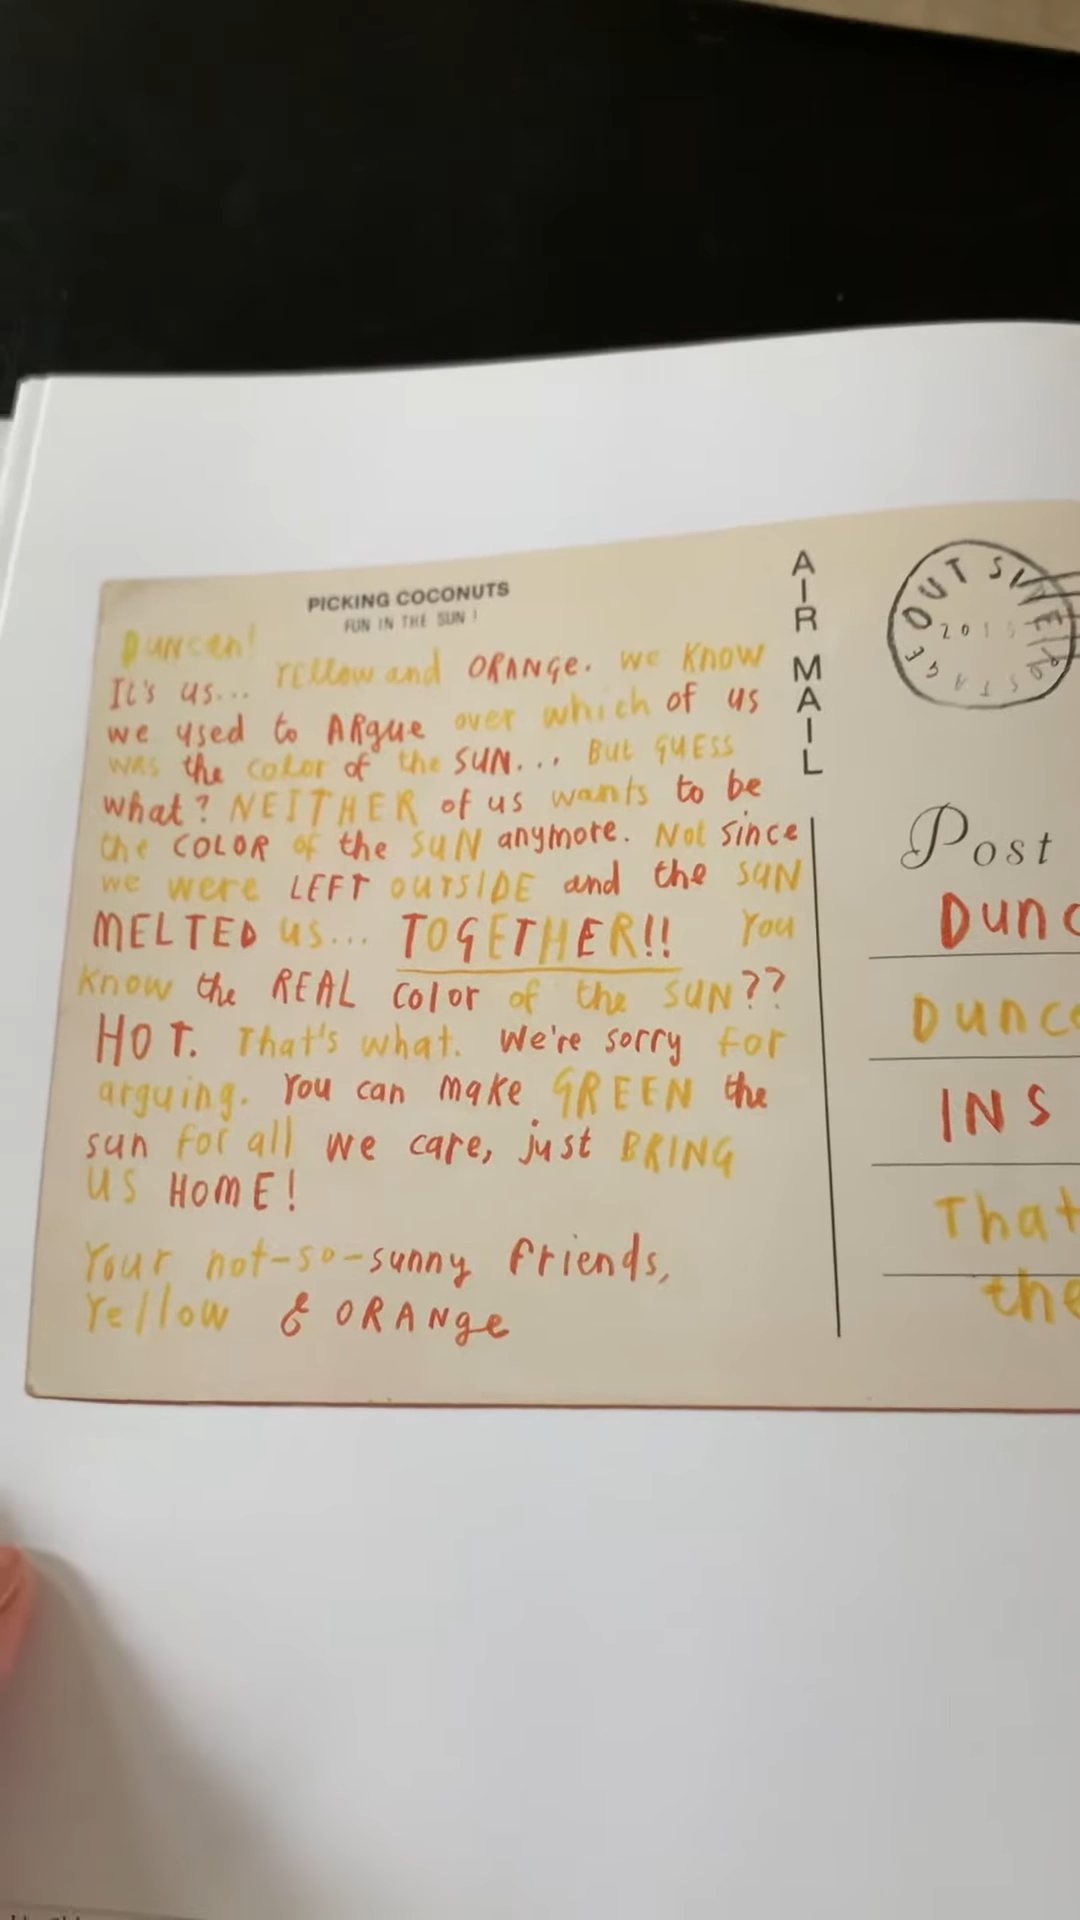 PICKING COCONUTS
FUN IN THE SUN!
Duncan!
It's us... Yellow and ORANge. we know
we used to ARgue over which of us
was the color of the SUN... But guess
what? NEITHER of us wants to be
the COLOR of the SUN anymore. Not since
we were LEFT OUTSIDE and the SUN
MELTED us... TOGETHER!! You
know the REAL color of the SUN??
HOT. That's what. We're sorry for
arguing. You can make GREEN the
sun for all we care, just BRING
US HOME!
Your not-so-sunny friends,
Yellow & ORANge
AIR MAIL
OUTSIDE
POSTAGE
Post
Dunc
Dunc
INS
That
the